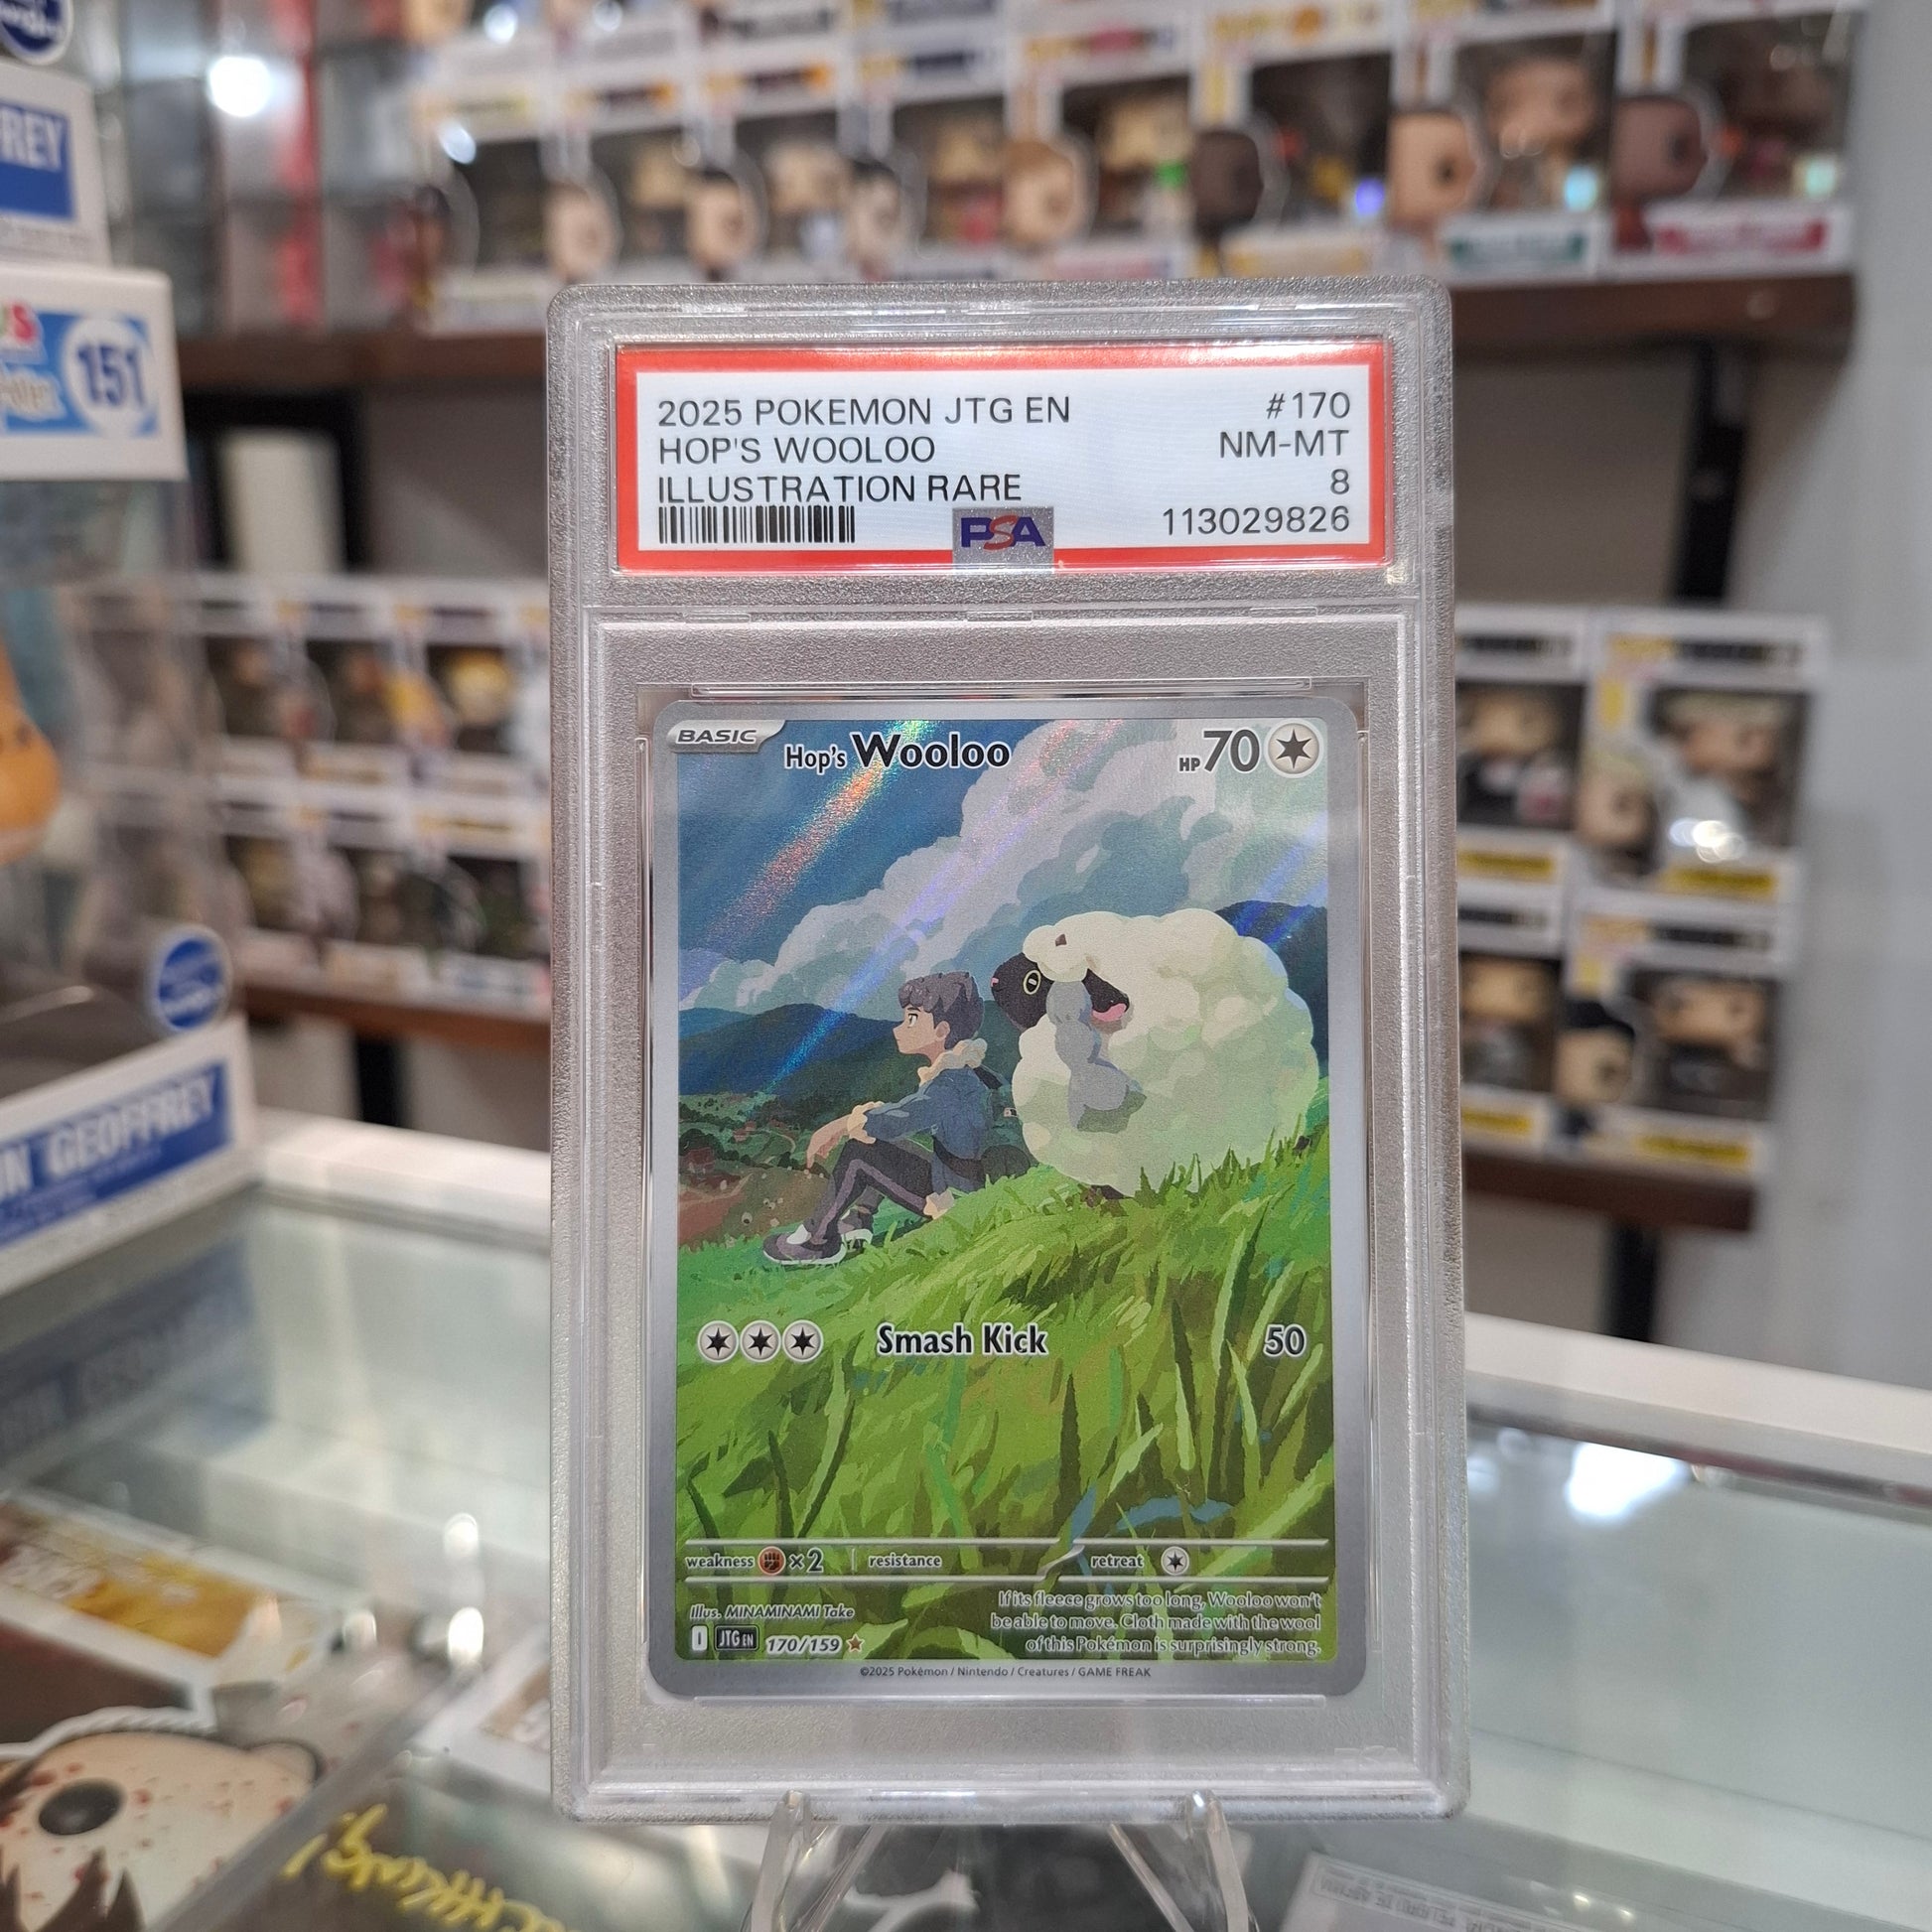 2025 POKEMON JTG EN #170
HOP'S WOOLOO NM-MT
ILLUSTRATION RARE 8
PSA 113029826
BASIC Hop's Wooloo HP 70
Smash Kick 50
weakness ×2 resistance retreat
If its fleece grows too long, Wooloo won't
be able to move. Cloth made with the wool
of this Pokémon is surprisingly strong.
Illus. MINAMINAMI Take
I JTG EN 170/159
©2025 Pokémon / Nintendo / Creatures / GAME FREAK
151
GEOFFREY